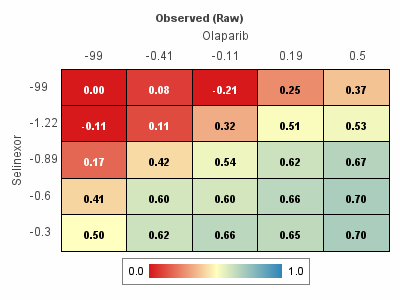 Observed (Raw)
Olaparib
-99 -0.41 -0.11 0.19 0.5
Selinexor
-99 0.00 0.08 -0.21 0.25 0.37
-1.22 -0.11 0.11 0.32 0.51 0.53
-0.89 0.17 0.42 0.54 0.62 0.67
-0.6 0.41 0.60 0.60 0.66 0.70
-0.3 0.50 0.62 0.66 0.65 0.70
0.0 1.0